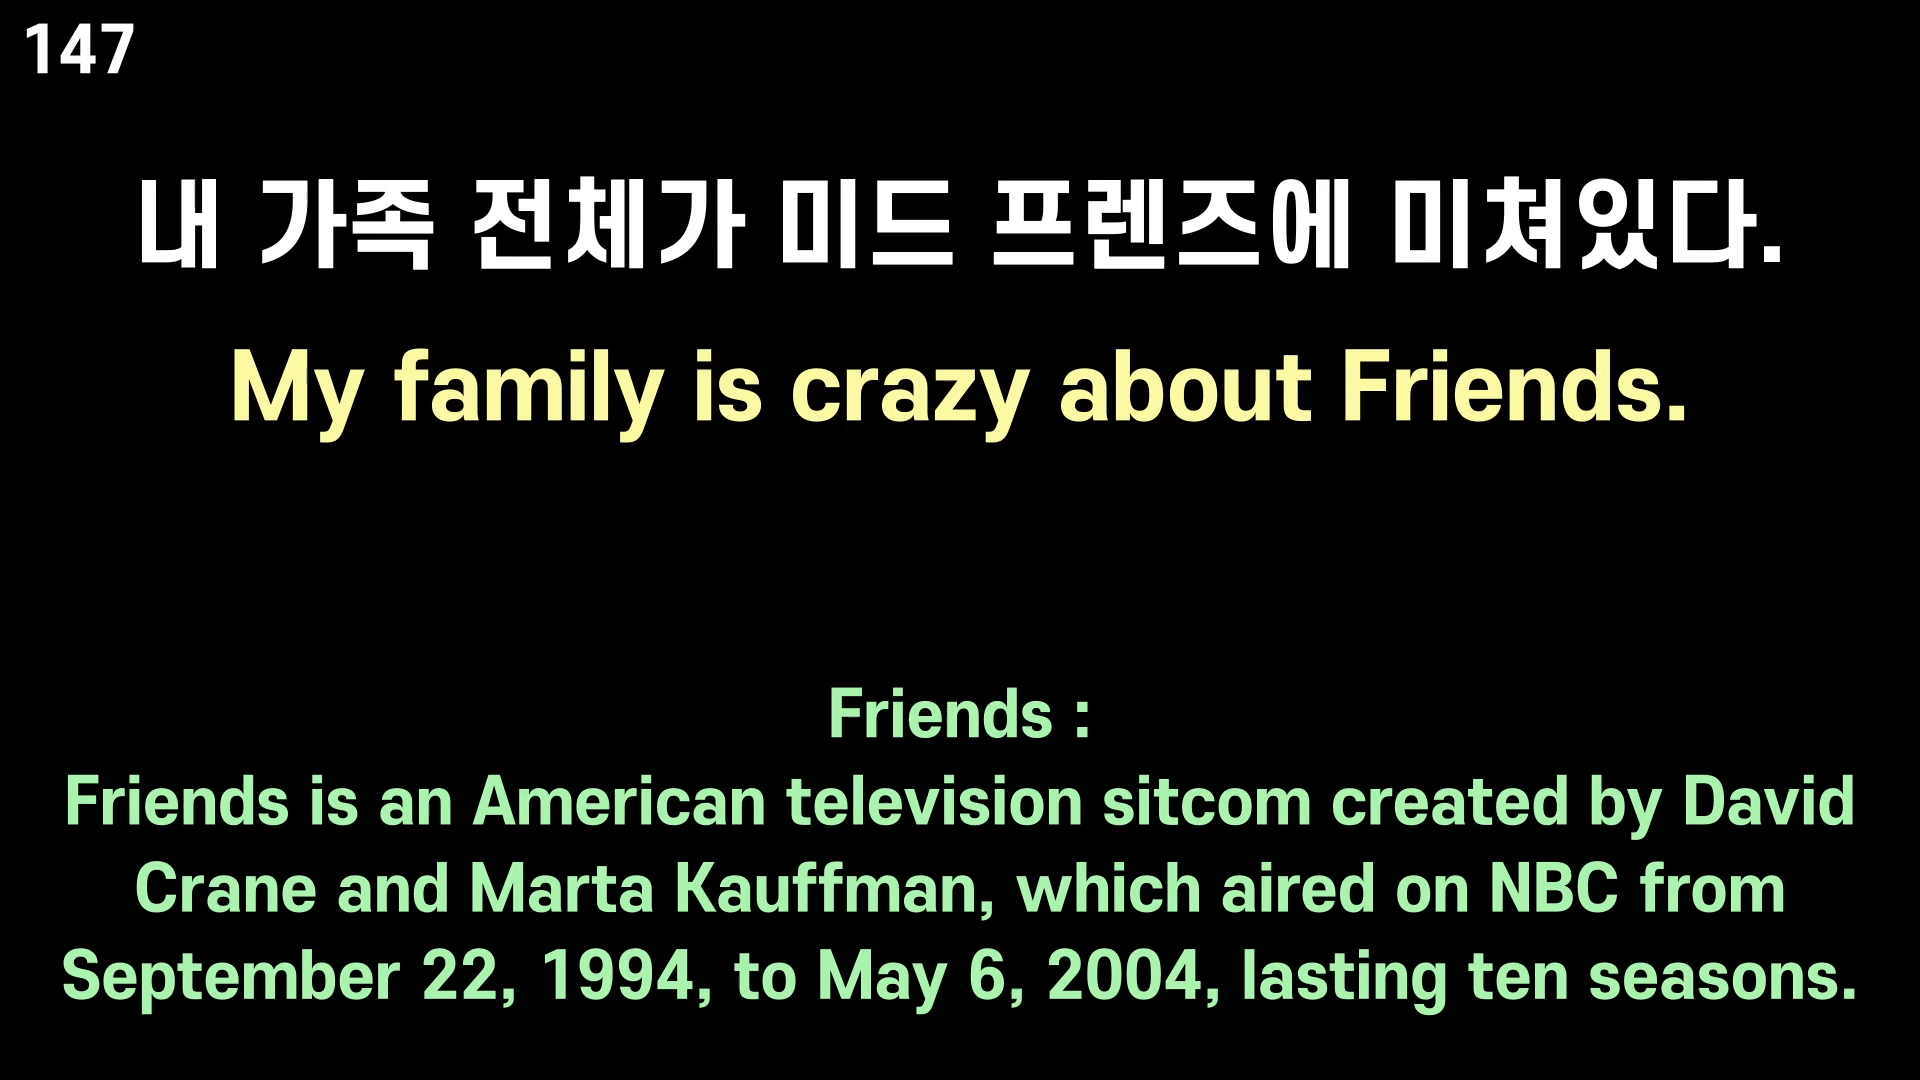 147
내 가족 전체가 미드 프렌즈에 미쳐있다.
My family is crazy about Friends.
Friends :
Friends is an American television sitcom created by David
Crane and Marta Kauffman, which aired on NBC from
September 22, 1994, to May 6, 2004, lasting ten seasons.